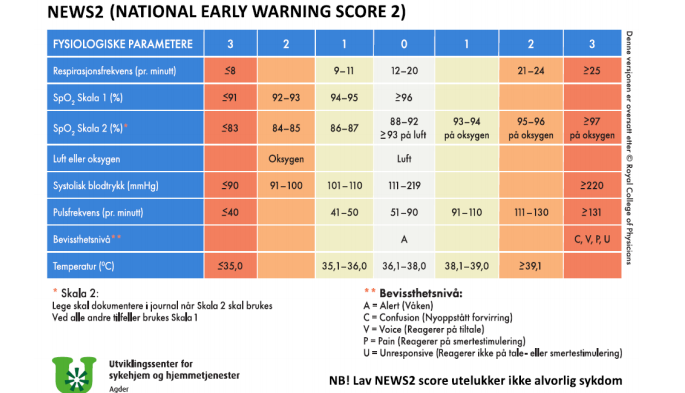 NEWS2 (NATIONAL EARLY WARNING SCORE 2)
FYSIOLOGISKE PARAMETERE 3 2 1 0 1 2 3
Respirasjonsfrekvens (pr. minutt) ≤8 9–11 12–20 21–24 ≥25
SpO2 Skala 1 (%) ≤91 92–93 94–95 ≥96
SpO2 Skala 2 (%)* ≤83 84–85 86–87 88–92 ≥93 på luft 93–94 på oksygen 95–96 på oksygen ≥97 på oksygen
Luft eller oksygen Oksygen Luft
Systolisk blodtrykk (mmHg) ≤90 91–100 101–110 111-219 ≥220
Pulsfrekvens (pr. minutt) ≤40 41–50 51–90 91–110 111–130 ≥131
Bevissthetsnivå** A C, V, P, U
Temperatur (°C) ≤35,0 35,1–36,0 36,1–38,0 38,1–39,0 ≥39,1
Denne versjonen er oversatt etter © Royal College of Physicians
* Skala 2:
Lege skal dokumentere i journal når Skala 2 skal brukes
Ved alle andre tilfeller brukes Skala 1
** Bevissthetsnivå:
A = Alert (Våken)
C = Confusion (Nyoppstått forvirring)
V = Voice (Reagerer på tiltale)
P = Pain (Reagerer på smertestimulering)
U = Unresponsive (Reagerer ikke på tale- eller smertestimulering)
Utviklingssenter for
sykehjem og hjemmetjenester
Agder
NB! Lav NEWS2 score utelukker ikke alvorlig sykdom